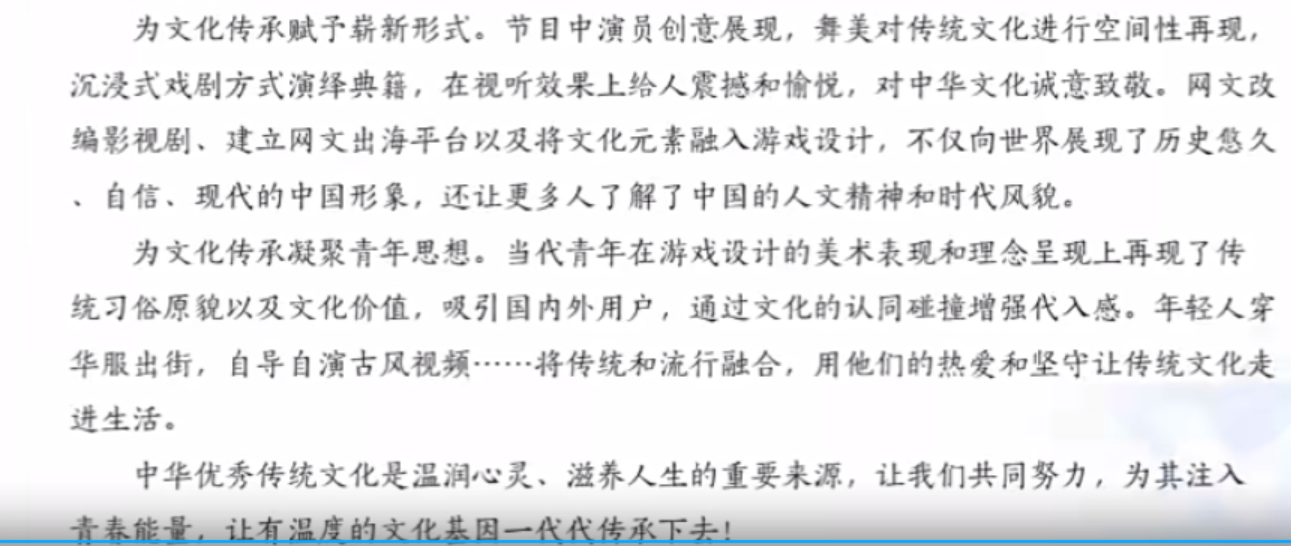 为文化传承赋予崭新形式。节目中演员创意展现，舞美对传统文化进行空间性再现，
沉浸式戏剧方式演绎典籍，在视听效果上给人震撼和愉悦，对中华文化诚意致敬。网文改
编影视剧、建立网文出海平台以及将文化元素融入游戏设计，不仅向世界展现了历史悠久
、自信、现代的中国形象，还让更多人了解了中国的人文精神和时代风貌。
为文化传承凝聚青年思想。当代青年在游戏设计的美术表现和理念呈现上再现了传
统习俗原貌以及文化价值，吸引国内外用户，通过文化的认同碰撞增强代入感。年轻人穿
华服出街，自导自演古风视频……将传统和流行融合，用他们的热爱和坚守让传统文化走
进生活。
中华优秀传统文化是温润心灵、滋养人生的重要来源，让我们共同努力，为其注入
青春能量，让有温度的文化基因一代代传承下去！